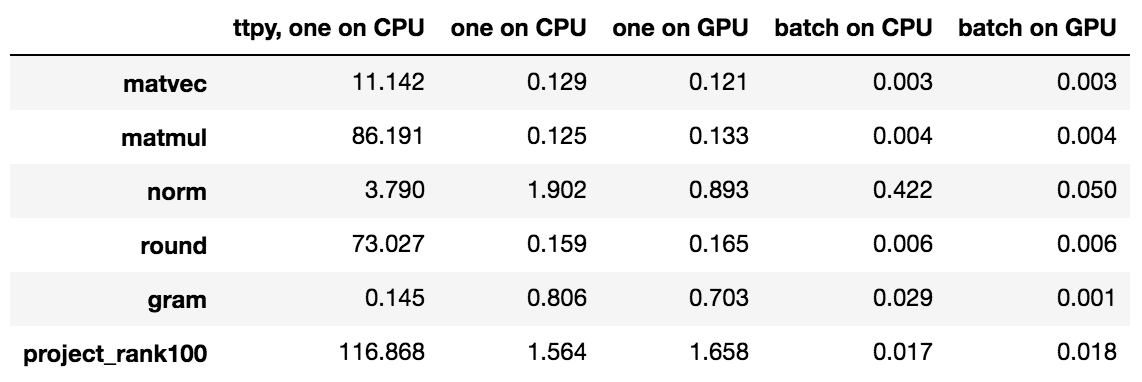 ttpy, one on CPU one on CPU one on GPU batch on CPU batch on GPU
matvec 11.142 0.129 0.121 0.003 0.003
matmul 86.191 0.125 0.133 0.004 0.004
norm 3.790 1.902 0.893 0.422 0.050
round 73.027 0.159 0.165 0.006 0.006
gram 0.145 0.806 0.703 0.029 0.001
project_rank100 116.868 1.564 1.658 0.017 0.018